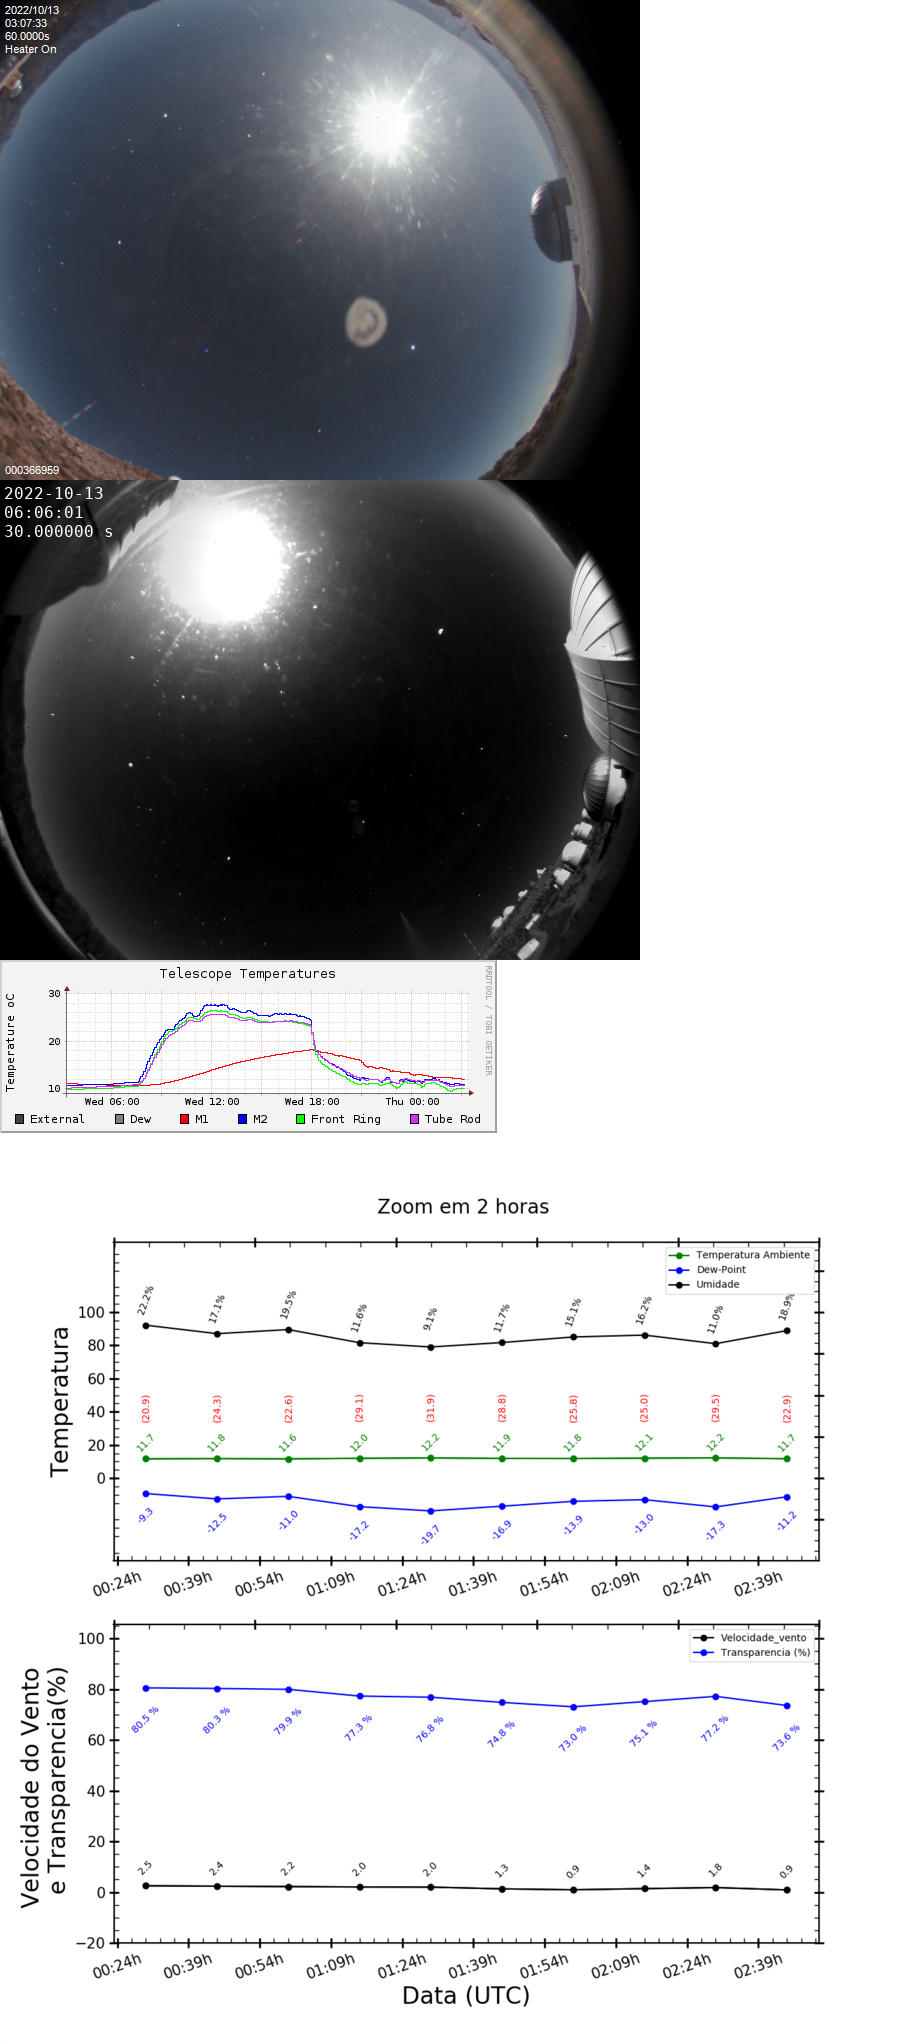 2022/10/13
03:07:33
60.0000s
Heater On
000366959
2022-10-13
06:06:01
30.000000 s
Telescope Temperatures
RRDTOOL / TOBI OETIKER
Temperature oC
30
20
10
Wed 06:00 Wed 12:00 Wed 18:00 Thu 00:00
External Dew M1 M2 Front Ring Tube Rod
Zoom em 2 horas
Temperatura Ambiente
Dew-Point
Umidade
Temperatura
100
80
60
40
20
0
22.2% 17.1% 19.5% 11.6% 9.1% 11.7% 15.1% 16.2% 11.0% 18.9%
(20.9) (24.3) (22.6) (29.1) (31.9) (28.8) (25.8) (25.0) (29.5) (22.9)
11.7 11.8 11.6 12.0 12.2 11.9 11.8 12.1 12.2 11.7
-9.3 -12.5 -11.0 -17.2 -19.7 -16.9 -13.9 -13.0 -17.3 -11.2
00:24h 00:39h 00:54h 01:09h 01:24h 01:39h 01:54h 02:09h 02:24h 02:39h
Velocidade_vento
Transparencia (%)
Velocidade do Vento
e Transparencia(%)
100
80
60
40
20
0
−20
80.5 % 80.3 % 79.9 % 77.3 % 76.8 % 74.8 % 73.0 % 75.1 % 77.2 % 73.6 %
2.5 2.4 2.2 2.0 2.0 1.3 0.9 1.4 1.8 0.9
00:24h 00:39h 00:54h 01:09h 01:24h 01:39h 01:54h 02:09h 02:24h 02:39h
Data (UTC)